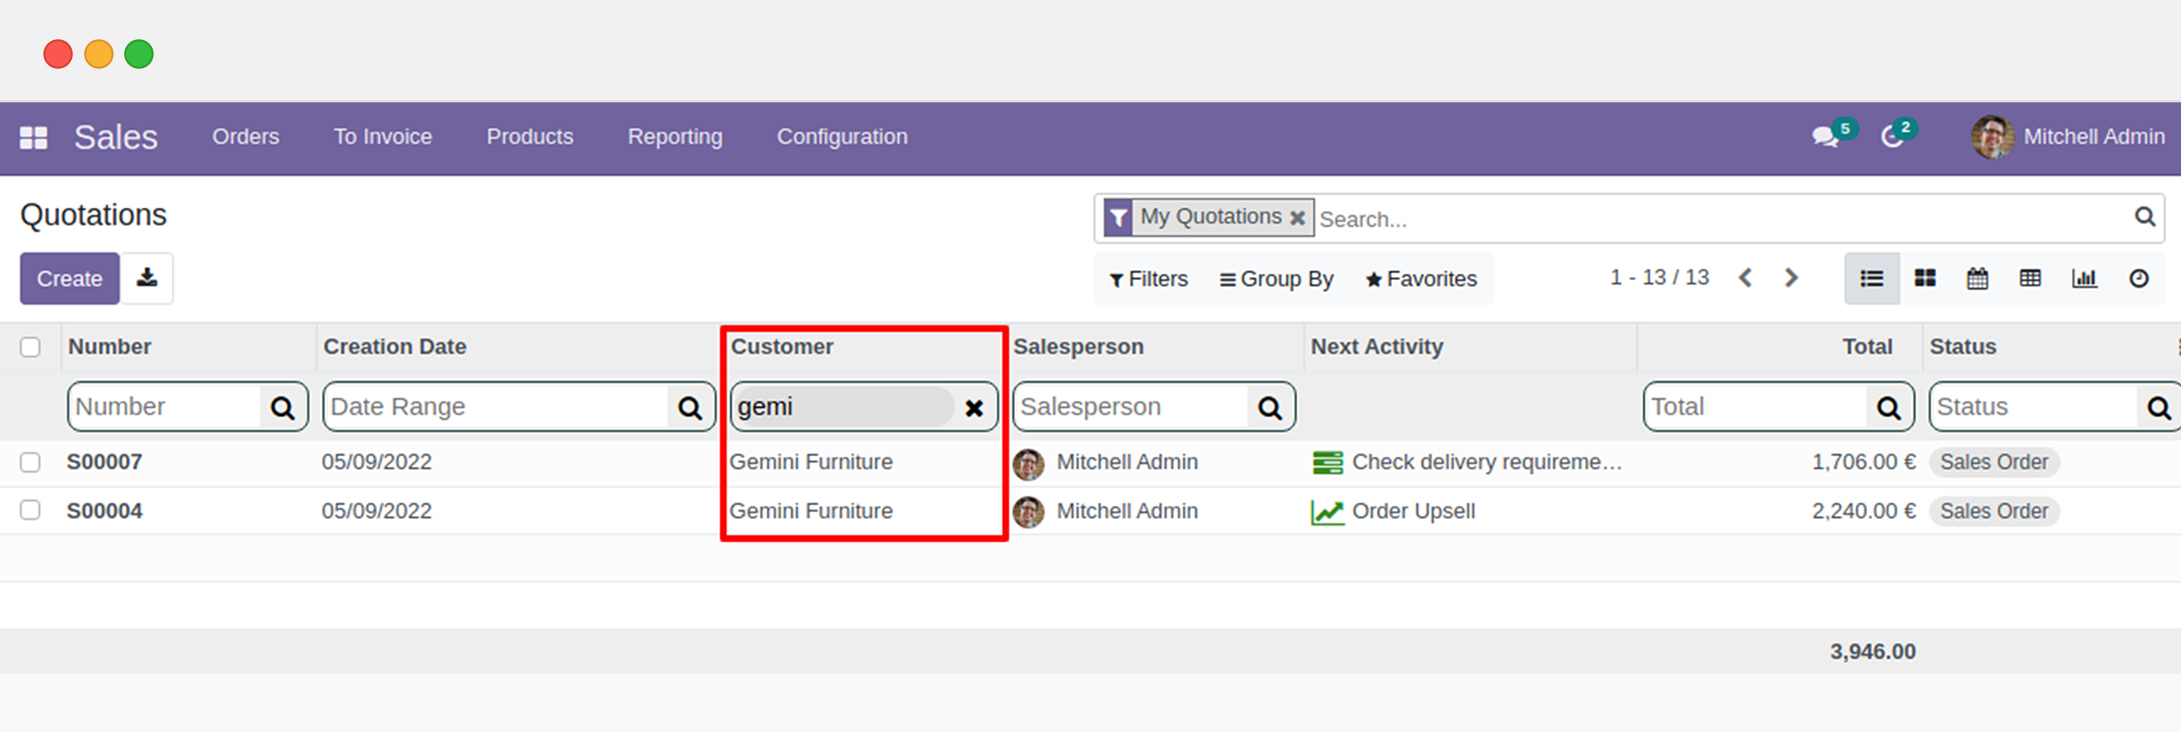 Sales Orders To Invoice Products Reporting Configuration 5 2 Mitchell Admin
Quotations
My Quotations Search...
Create
Filters Group By Favorites 1 - 13 / 13
Number Creation Date Customer Salesperson Next Activity Total Status
Number Date Range gemi Salesperson Total Status
S00007 05/09/2022 Gemini Furniture Mitchell Admin Check delivery requireme... 1,706.00 € Sales Order
S00004 05/09/2022 Gemini Furniture Mitchell Admin Order Upsell 2,240.00 € Sales Order
3,946.00